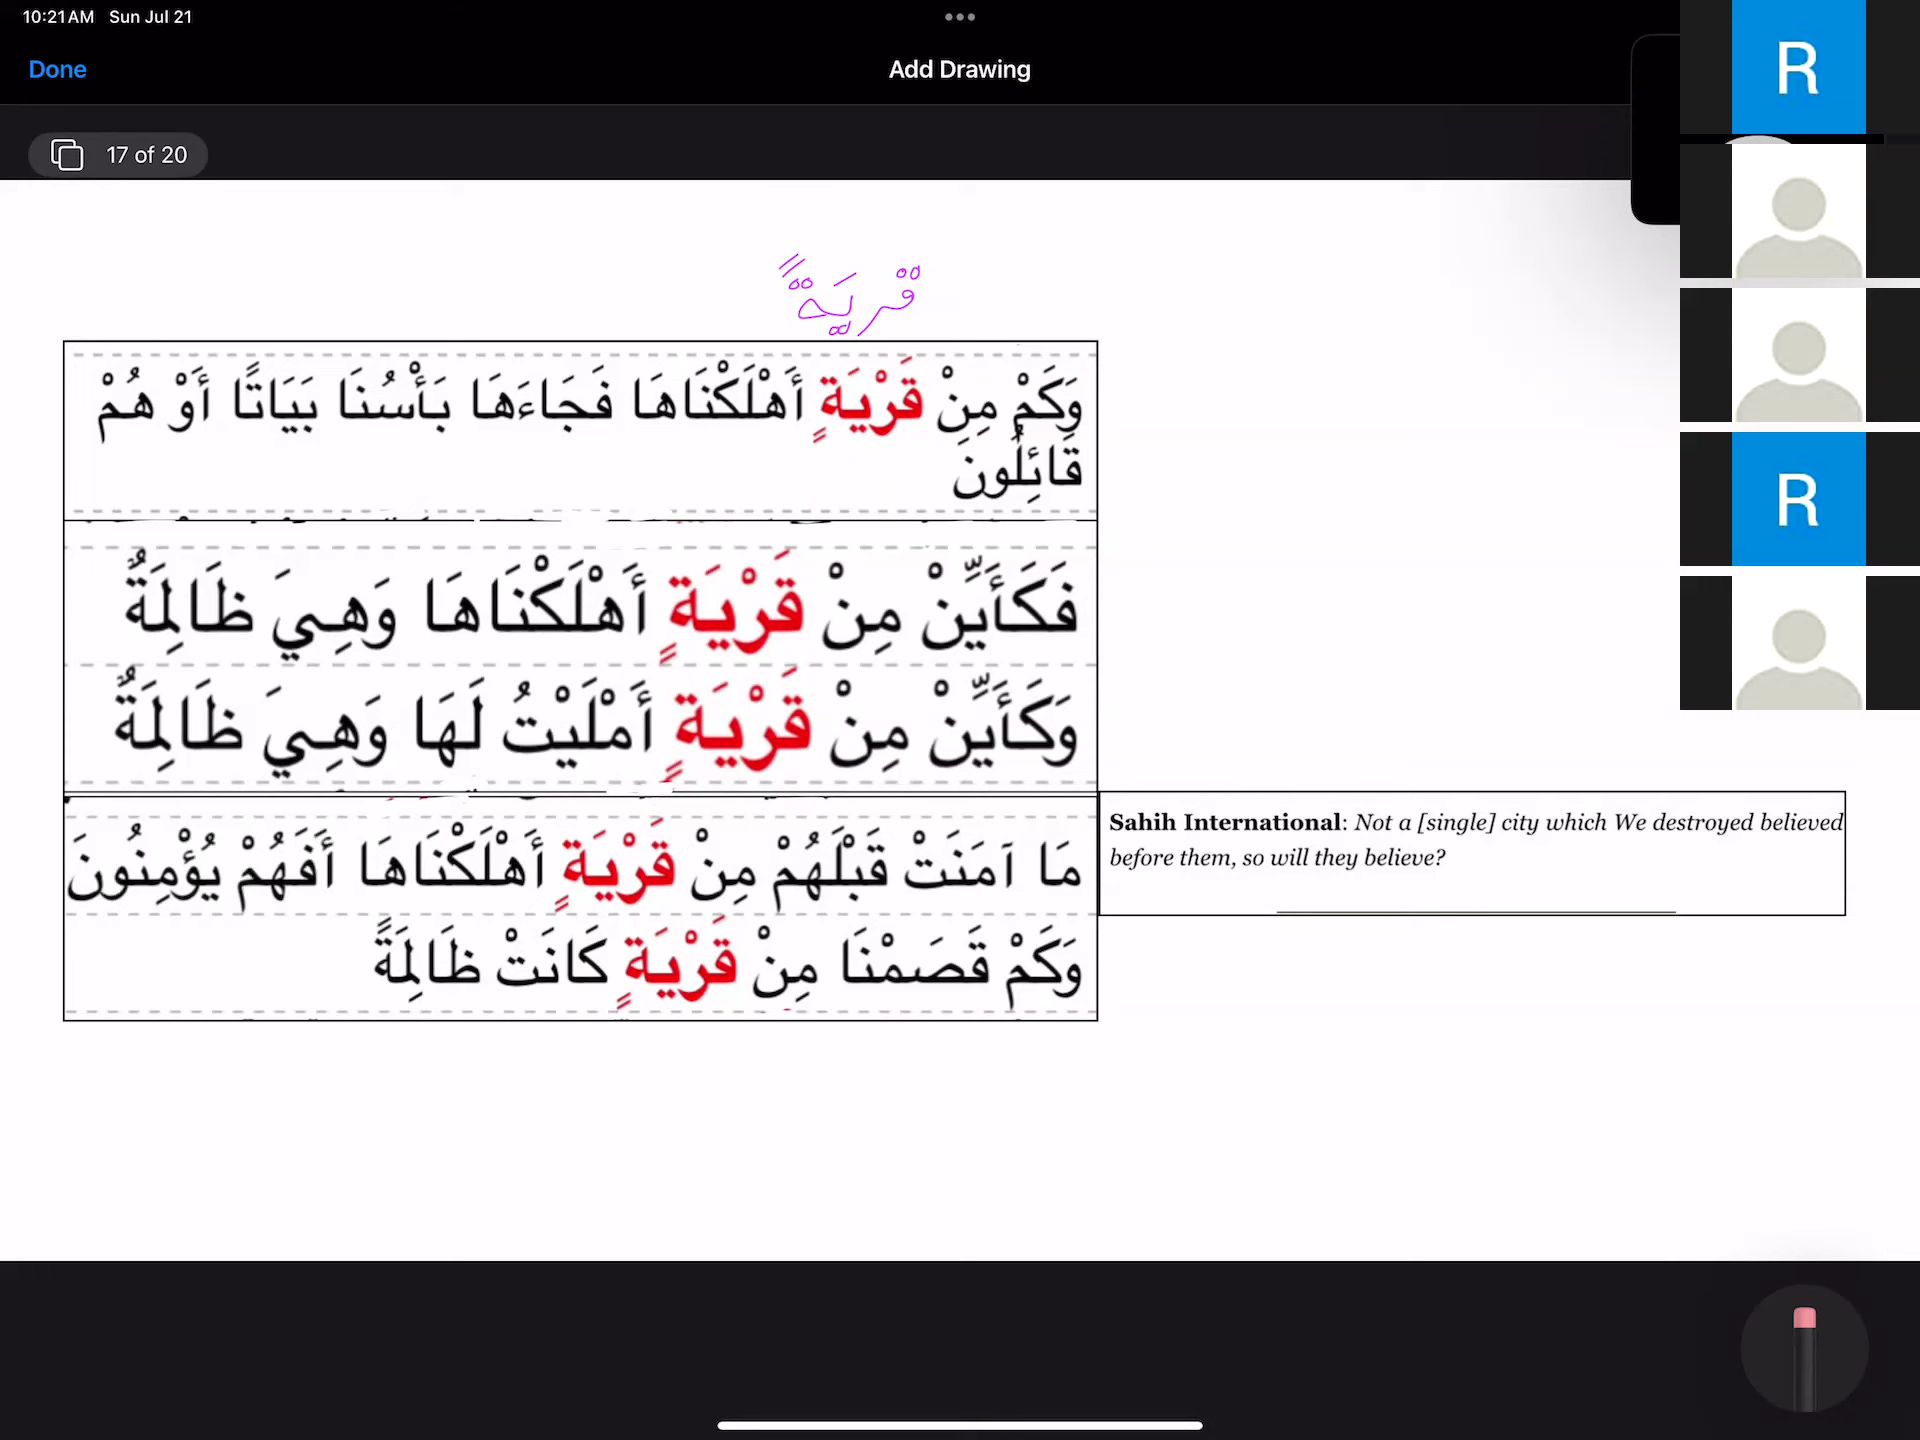 10:21 AM Sun Jul 21
Done
Add Drawing
17 of 20
R
قريةً
وَكَمْ مِنْ قَرْيَةٍ أَهْلَكْنَاهَا فَجَاءَهَا بَأْسُنَا بَيَاتًا أَوْ هُمْ
قَائِلُونَ
فَكَأَيِّنْ مِنْ قَرْيَةٍ أَهْلَكْنَاهَا وَهِيَ ظَالِمَةٌ
وَكَأَيِّنْ مِنْ قَرْيَةٍ أَمْلَيْتُ لَهَا وَهِيَ ظَالِمَةٌ
مَا آمَنَتْ قَبْلَهُمْ مِنْ قَرْيَةٍ أَهْلَكْنَاهَا أَفَهُمْ يُؤْمِنُونَ
وَكَمْ قَصَمْنَا مِنْ قَرْيَةٍ كَانَتْ ظَالِمَةً
Sahih International: Not a [single] city which We destroyed believed
before them, so will they believe?
R